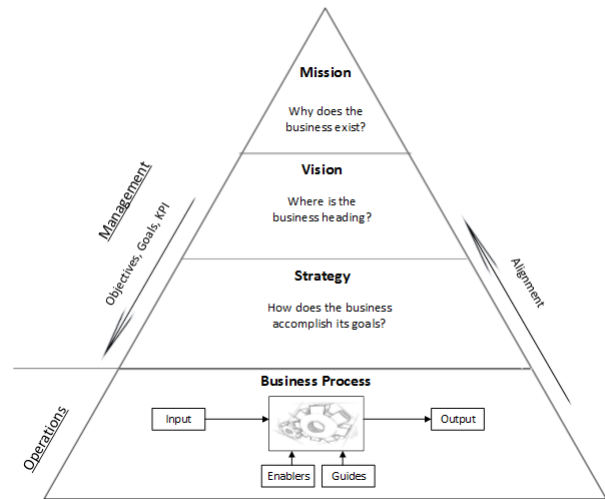 Mission
Why does the
business exist?
Vision
Where is the
business heading?
Management
Objectives, Goals, KPI
Alignment
Strategy
How does the business
accomplish its goals?
Operations
Business Process
Input
Output
Enablers
Guides